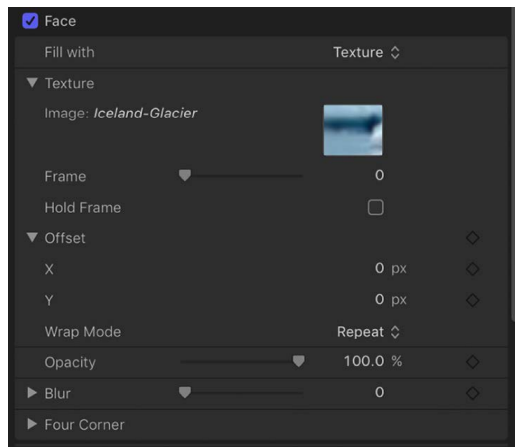 Face
Fill with Texture
Texture
Image: Iceland-Glacier
Frame 0
Hold Frame
Offset
X 0 px
Y 0 px
Wrap Mode Repeat
Opacity 100.0 %
Blur 0
Four Corner